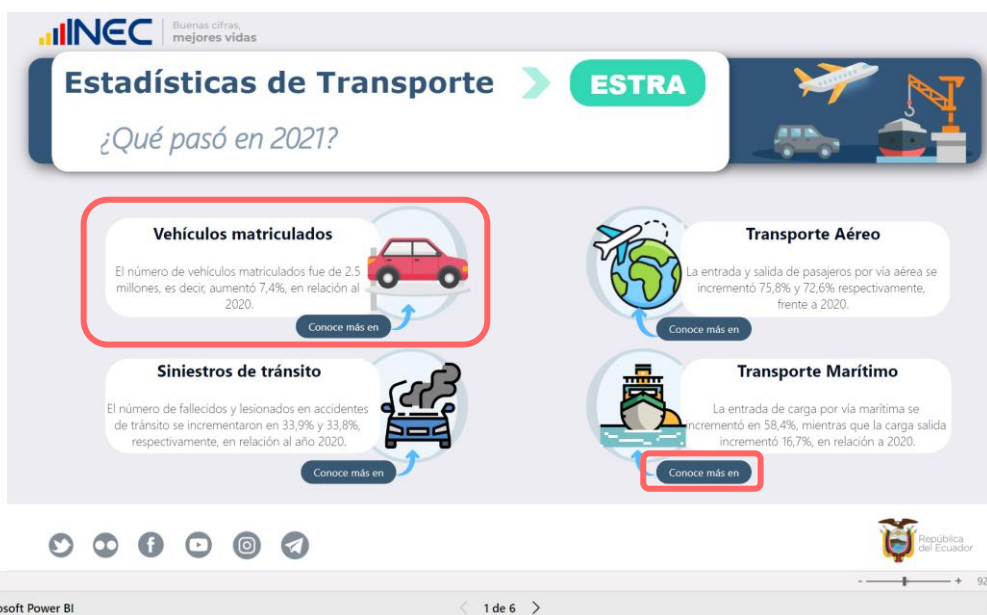 INEC
Buenas cifras,
mejores vidas
Estadísticas de Transporte
ESTRA
¿Qué pasó en 2021?
Vehículos matriculados
El número de vehículos matriculados fue de 2.5
millones, es decir, aumentó 7,4%, en relación al
2020.
Conoce más en
Transporte Aéreo
La entrada y salida de pasajeros por vía aérea se
incrementó 75,8% y 72,6% respectivamente,
frente a 2020.
Conoce más en
Siniestros de tránsito
El número de fallecidos y lesionados en accidentes
de tránsito se incrementaron en 33,9% y 33,8%,
respectivamente, en relación al año 2020.
Conoce más en
Transporte Marítimo
La entrada de carga por vía marítima se
incrementó en 58,4%, mientras que la carga salida
incrementó 16,7%, en relación a 2020.
Conoce más en
República
del Ecuador
- + 92
osoft Power BI
1 de 6